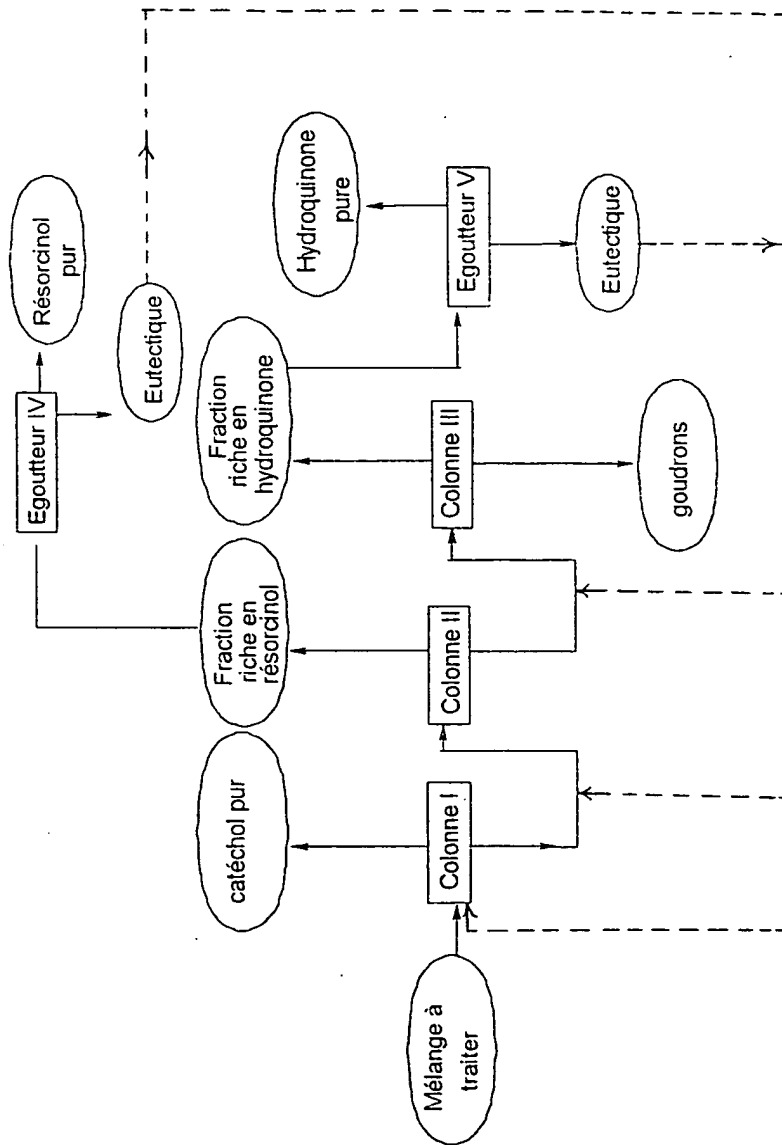 Mélange à
traiter
Colonne I
catéchol pur
Colonne II
Fraction
riche en
résorcinol
Egoutteur IV
Résorcinol
pur
Eutectique
Colonne III
Fraction
riche en
hydroquinone
goudrons
Egoutteur V
Hydroquinone
pure
Eutectique